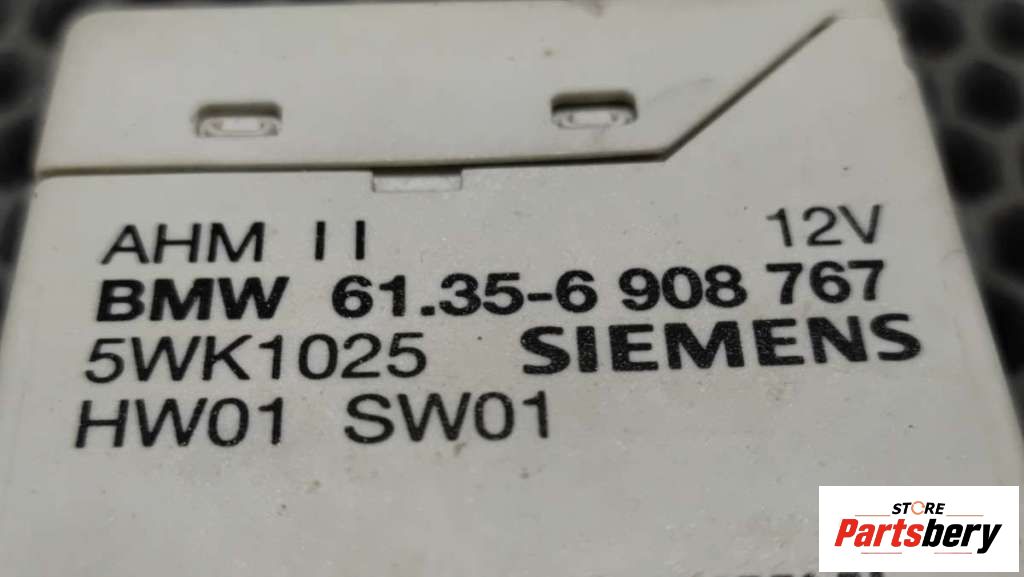 AHM II 12V
BMW 61.35-6 908 767
5WK1025 SIEMENS
HW01 SW01
STORE
Partsbery